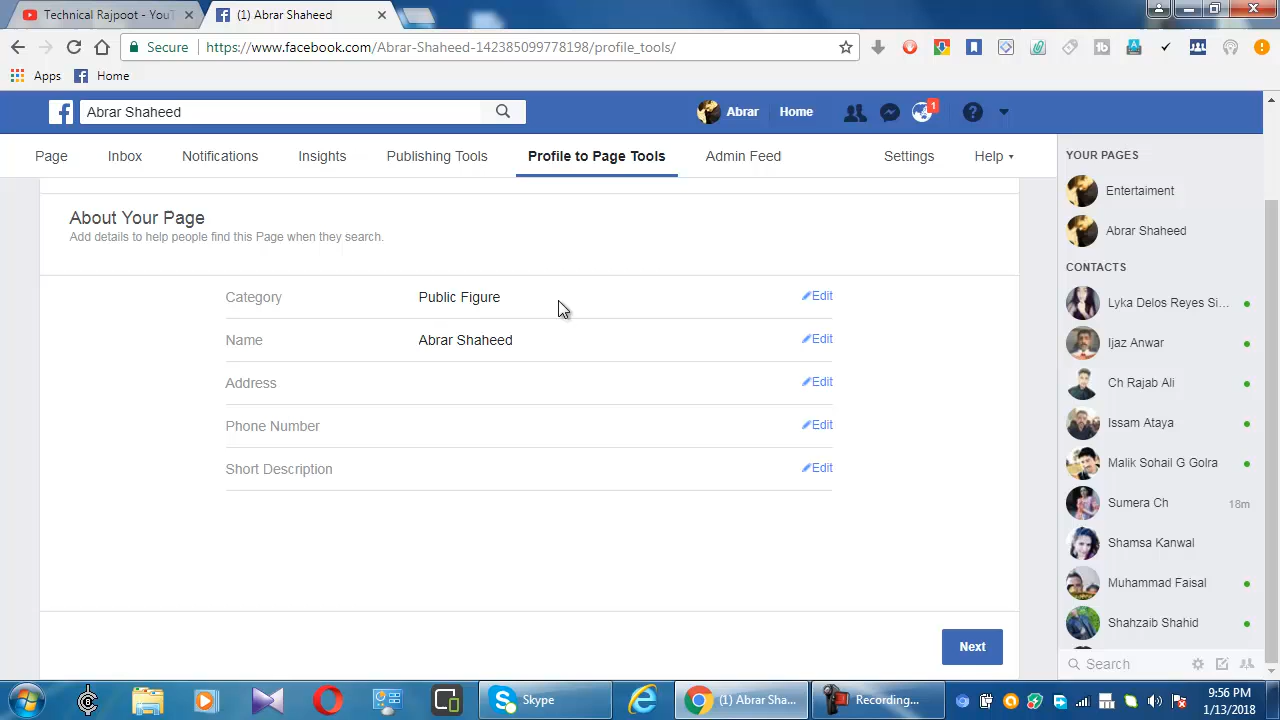 Technical Rajpoot - YouT
(1) Abrar Shaheed
Secure
https://www.facebook.com/Abrar-Shaheed-142385099778198/profile_tools/
Apps
Home
Abrar Shaheed
Abrar
Home
1
Page
Inbox
Notifications
Insights
Publishing Tools
Profile to Page Tools
Admin Feed
Settings
Help
About Your Page
Add details to help people find this Page when they search.
Category
Public Figure
Edit
Name
Abrar Shaheed
Edit
Address
Edit
Phone Number
Edit
Short Description
Edit
Next
YOUR PAGES
Entertaiment
Abrar Shaheed
CONTACTS
Lyka Delos Reyes Si...
Ijaz Anwar
Ch Rajab Ali
Issam Ataya
Malik Sohail G Golra
Sumera Ch
18m
Shamsa Kanwal
Muhammad Faisal
Shahzaib Shahid
Search
Skype
(1) Abrar Sha...
Recording...
9:56 PM
1/13/2018